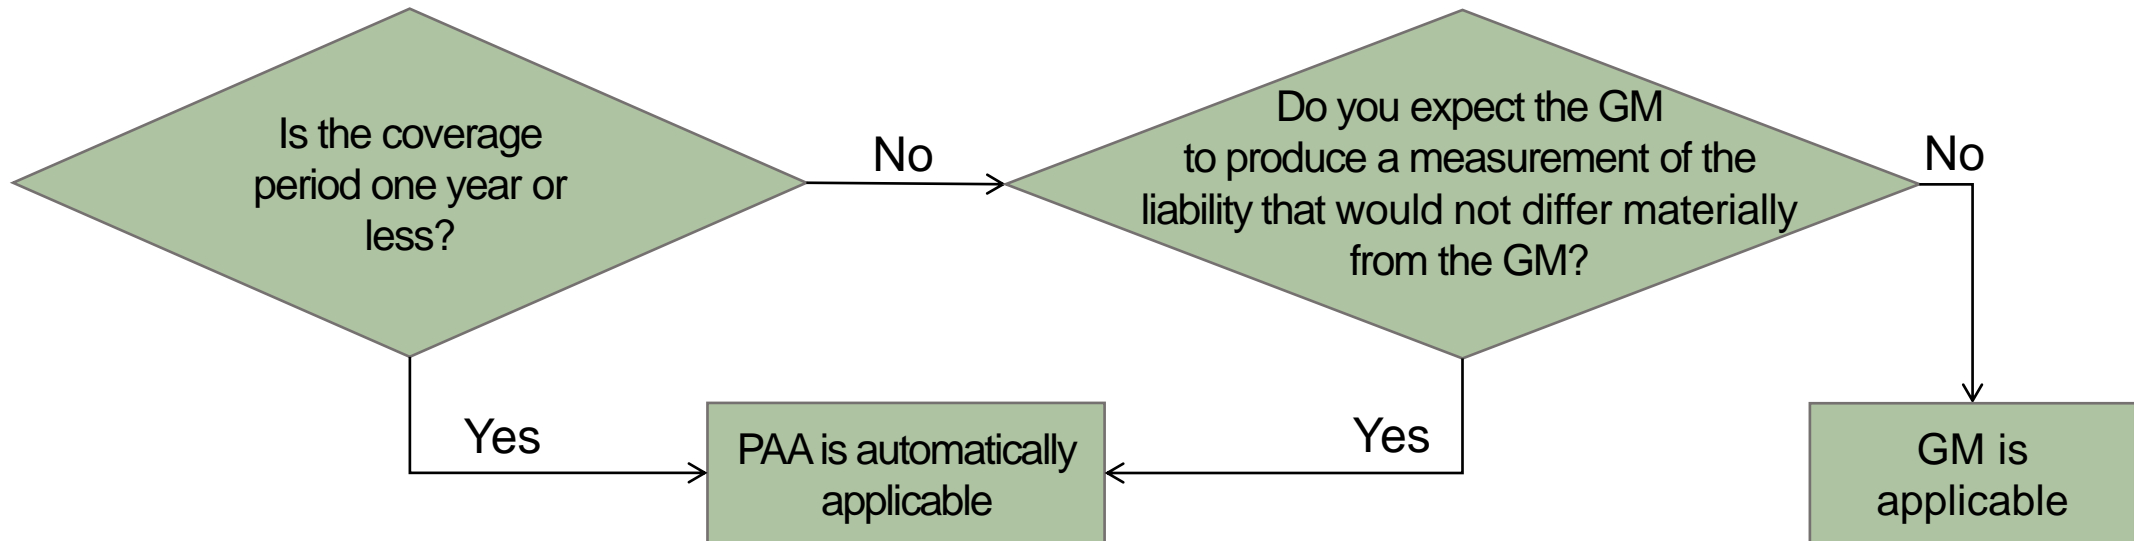 Is the coverage
period one year or
less?
No
Do you expect the GM
to produce a measurement of the
liability that would not differ materially
from the GM?
No
Yes
PAA is automatically
applicable
Yes
GM is
applicable